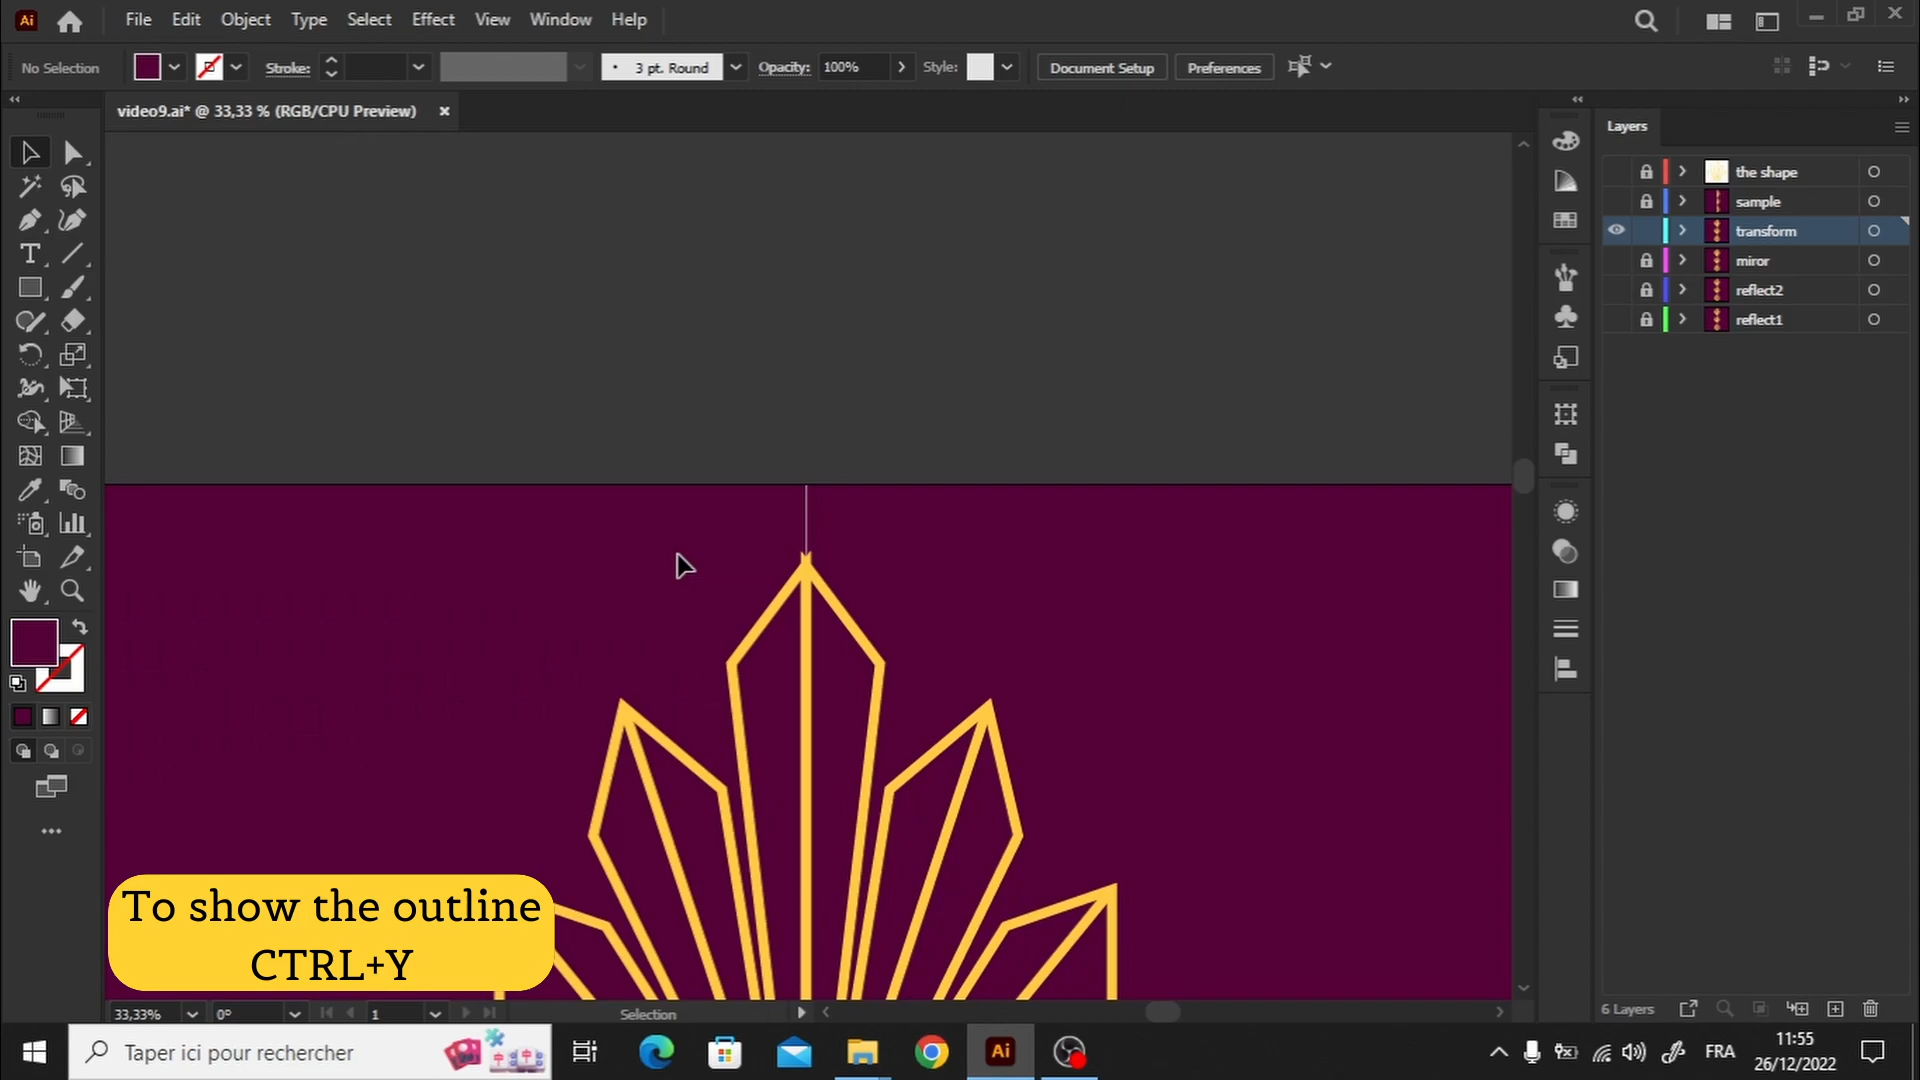 Ai
File Edit Object Type Select Effect View Window Help
No Selection
Stroke:
3 pt. Round
Opacity: 100%
Style:
Document Setup
Preferences
video9.ai* @ 33,33 % (RGB/CPU Preview)
Layers
the shape
sample
transform
miror
reflect2
reflect1
To show the outline
CTRL+Y
33,33%
0°
1
Selection
6 Layers
Taper ici pour rechercher
Ai
FRA
11:55
26/12/2022